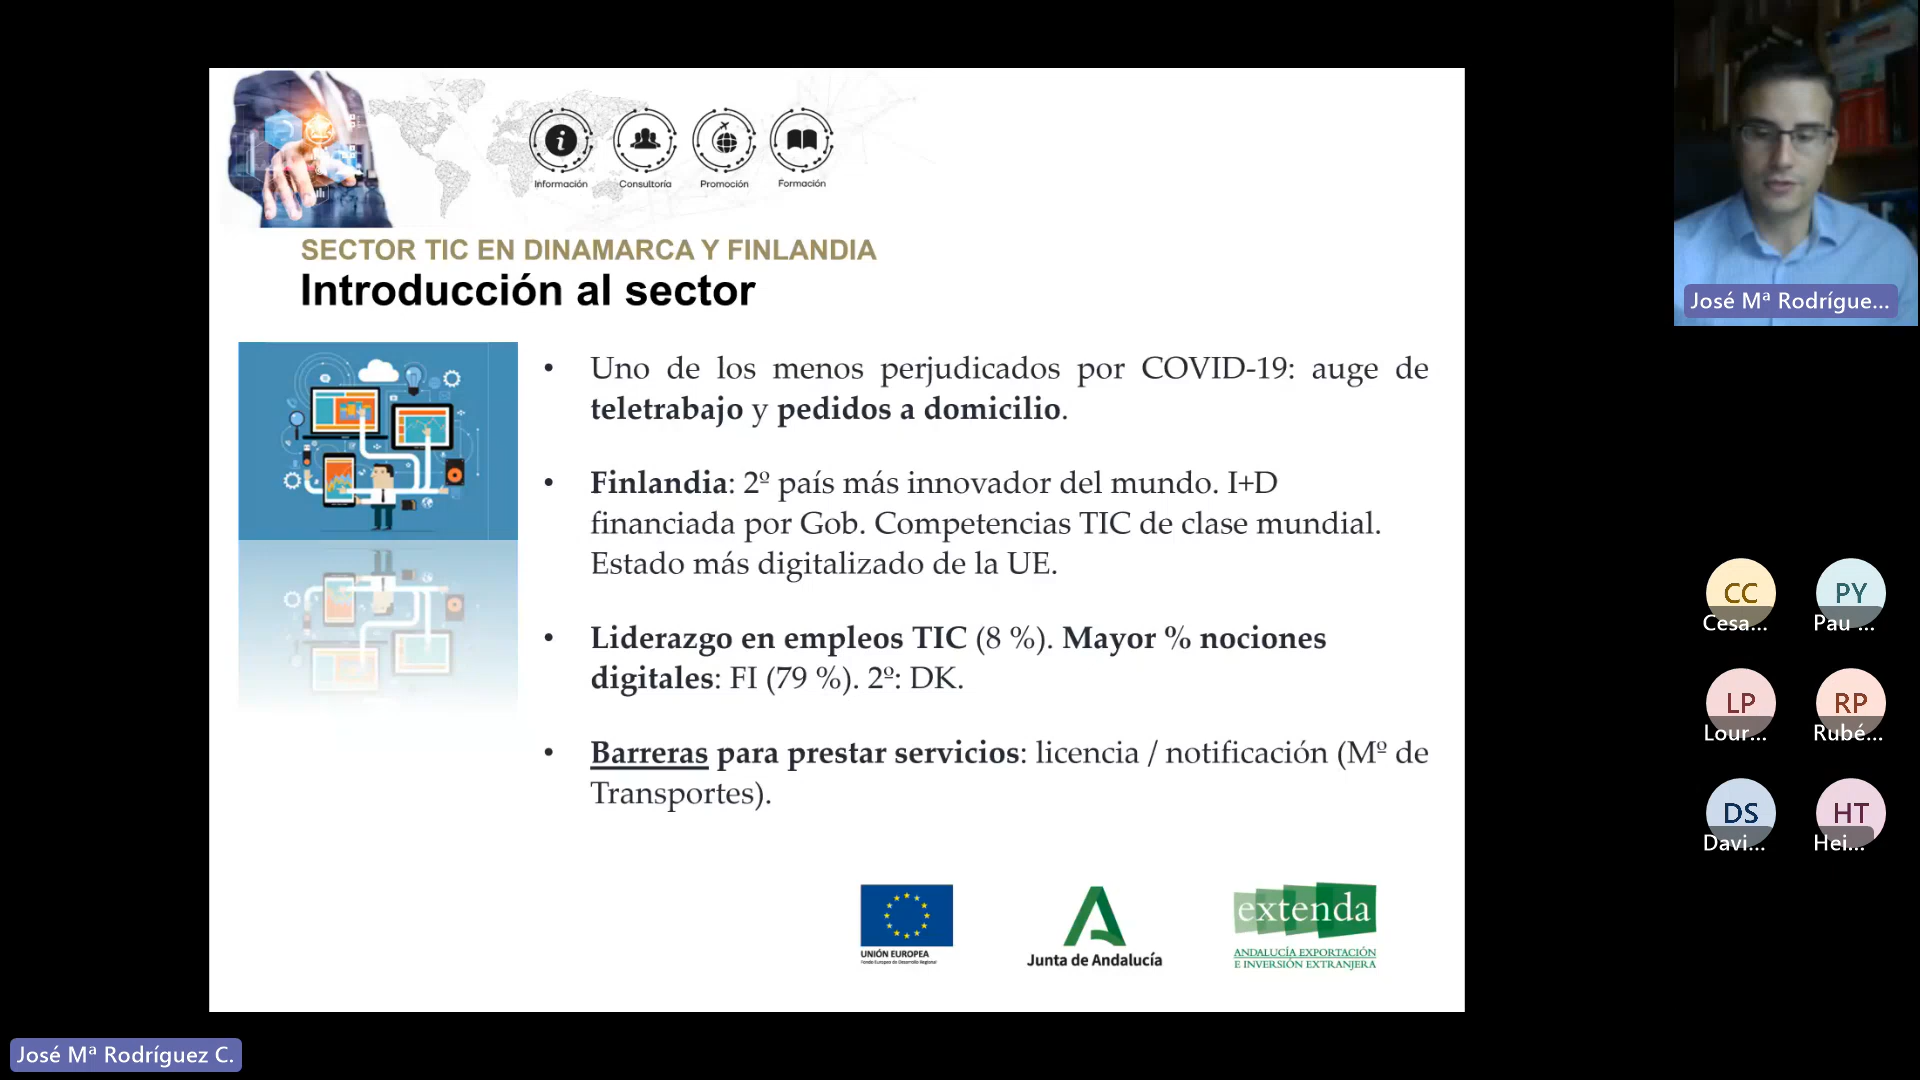 Información
Consultoría
Promoción
Formación
SECTOR TIC EN DINAMARCA Y FINLANDIA
Introducción al sector
• Uno de los menos perjudicados por COVID-19: auge de
teletrabajo y pedidos a domicilio.
• Finlandia: 2º país más innovador del mundo. I+D
financiada por Gob. Competencias TIC de clase mundial.
Estado más digitalizado de la UE.
• Liderazgo en empleos TIC (8 %). Mayor % nociones
digitales: FI (79 %). 2º: DK.
• Barreras para prestar servicios: licencia / notificación (Mº de
Transportes).
UNIÓN EUROPEA
Fondo Europeo de Desarrollo Regional
Junta de Andalucía
extenda
ANDALUCÍA EXPORTACIÓN
E INVERSIÓN EXTRANJERA
José Mª Rodrígue...
CC
Cesa...
PY
Pau ...
LP
Lour...
RP
Rubé...
DS
Davi...
HT
Hei...
José Mª Rodríguez C.